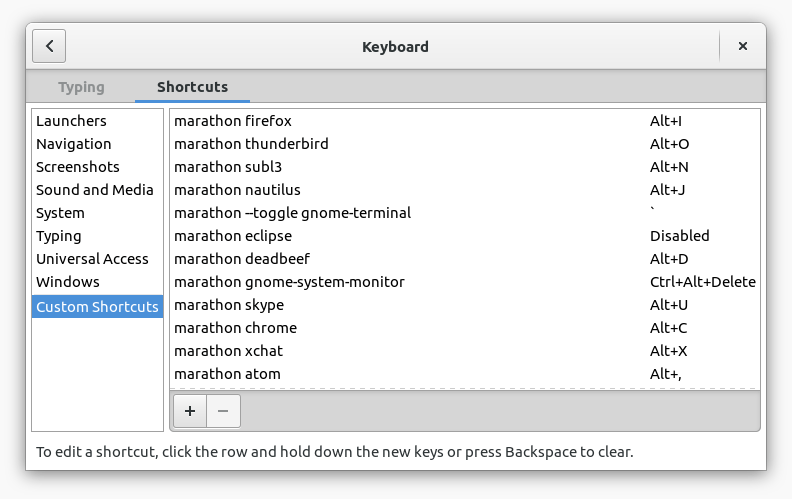 Keyboard
Typing Shortcuts
Launchers
Navigation
Screenshots
Sound and Media
System
Typing
Universal Access
Windows
Custom Shortcuts
marathon firefox Alt+I
marathon thunderbird Alt+O
marathon subl3 Alt+N
marathon nautilus Alt+J
marathon --toggle gnome-terminal `
marathon eclipse Disabled
marathon deadbeef Alt+D
marathon gnome-system-monitor Ctrl+Alt+Delete
marathon skype Alt+U
marathon chrome Alt+C
marathon xchat Alt+X
marathon atom Alt+,
To edit a shortcut, click the row and hold down the new keys or press Backspace to clear.